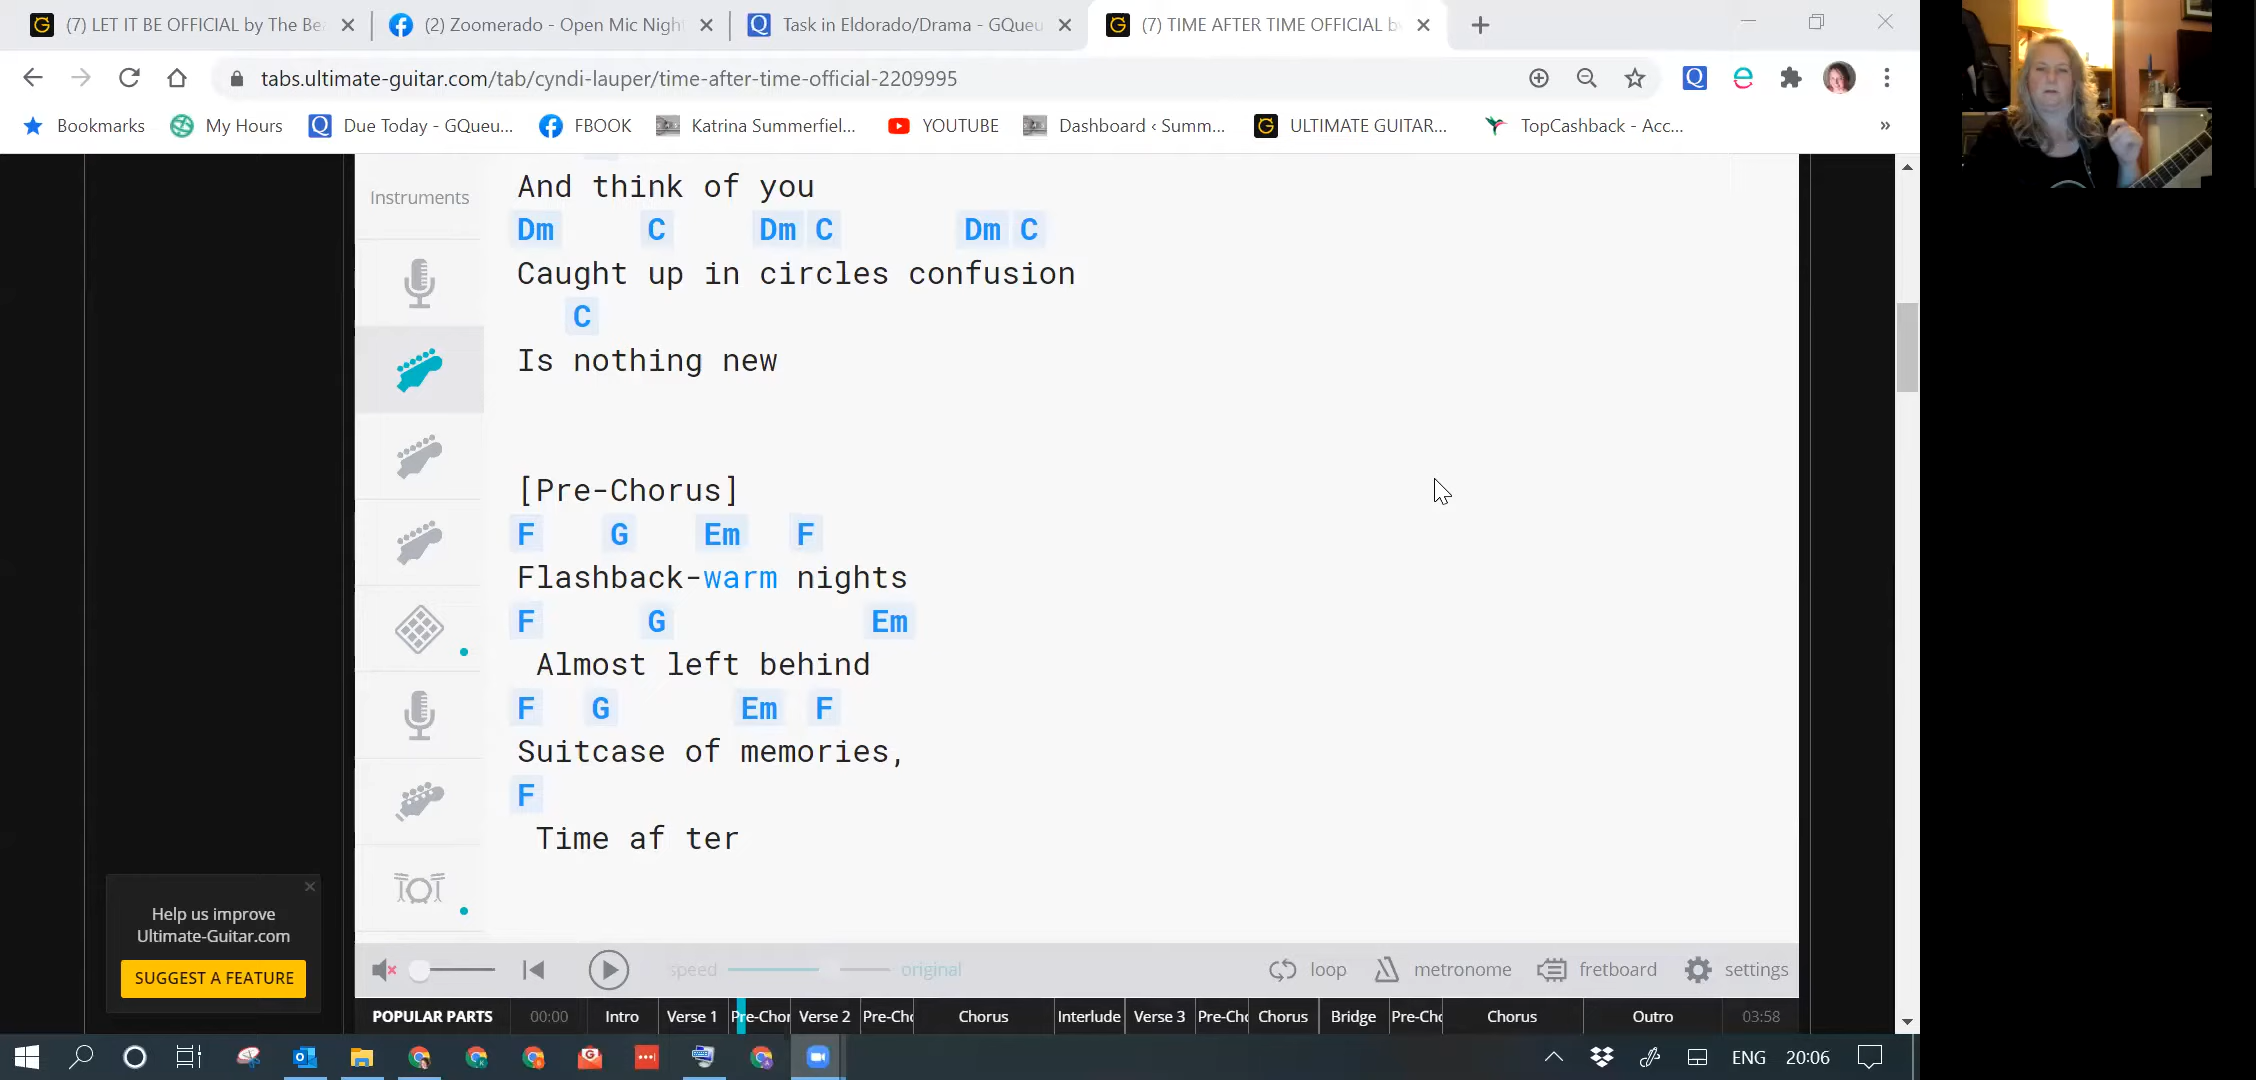 (7) LET IT BE OFFICIAL by The Be
(2) Zoomerado - Open Mic Nigh
Task in Eldorado/Drama - GQueu
(7) TIME AFTER TIME OFFICIAL b
tabs.ultimate-guitar.com/tab/cyndi-lauper/time-after-time-official-2209995
Bookmarks
My Hours
Due Today - GQueu...
FBOOK
Katrina Summerfiel...
YOUTUBE
Dashboard ‹ Summ...
ULTIMATE GUITAR...
TopCashback - Acc...
»
Instruments
And think of you
Dm C Dm C Dm C
Caught up in circles confusion
C
Is nothing new
[Pre-Chorus]
F G Em F
Flashback-warm nights
F G Em
Almost left behind
F G Em F
Suitcase of memories,
F
Time af ter
Help us improve
Ultimate-Guitar.com
SUGGEST A FEATURE
speed original
loop metronome fretboard settings
POPULAR PARTS 00:00 Intro Verse 1 Pre-Chor Verse 2 Pre-Cho Chorus Interlude Verse 3 Pre-Cho Chorus Bridge Pre-Cho Chorus Outro 03:58
ENG 20:06